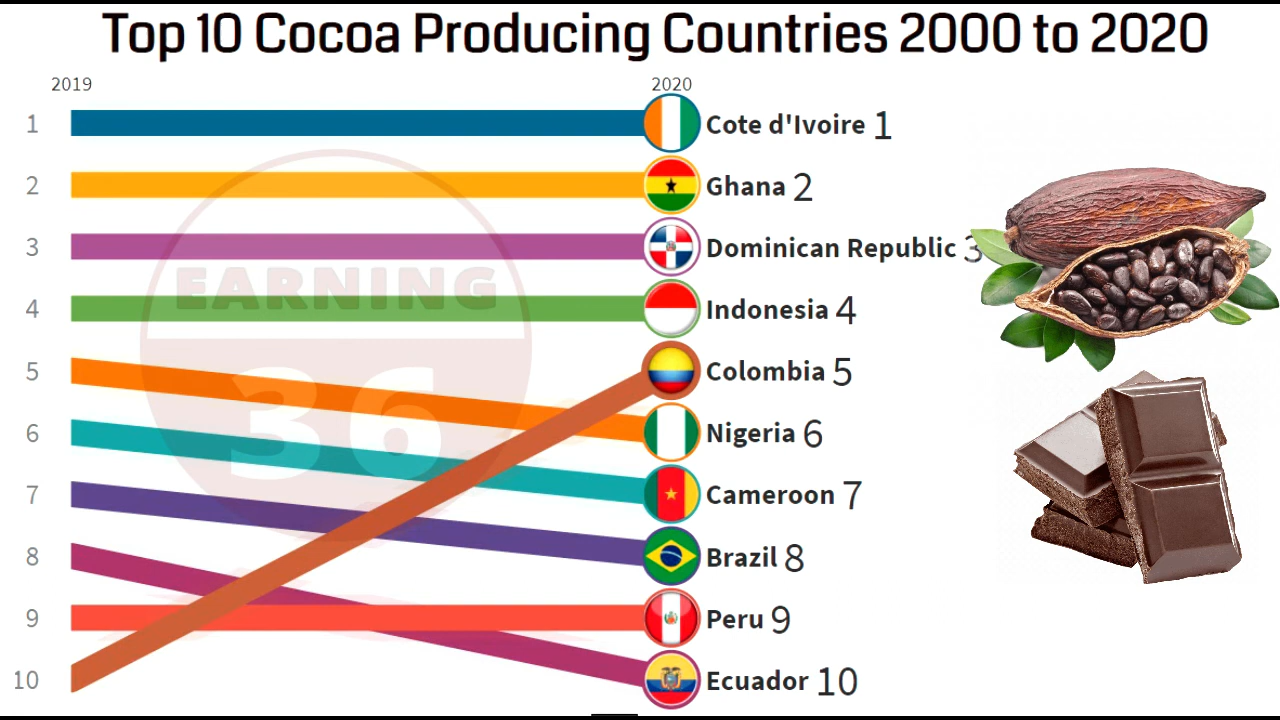 Top 10 Cocoa Producing Countries 2000 to 2020
2019 2020
1 Cote d'Ivoire 1
2 Ghana 2
3 Dominican Republic 3
EARNING
4 Indonesia 4
5 Colombia 5
36
6 Nigeria 6
7 Cameroon 7
8 Brazil 8
9 Peru 9
10 Ecuador 10